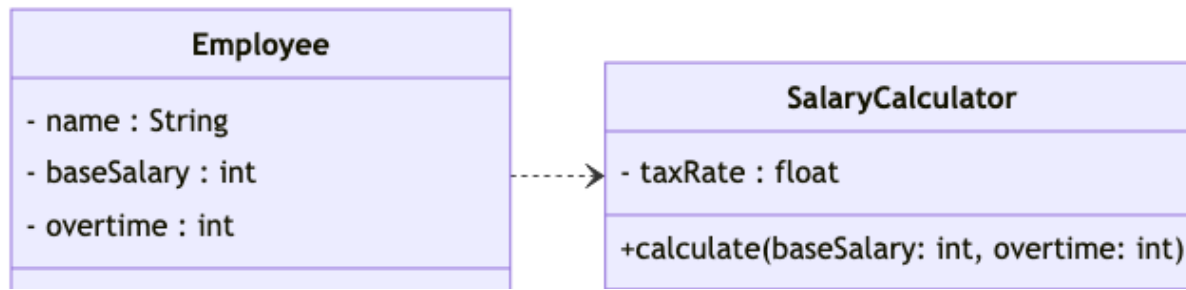 Employee
- name : String
- baseSalary : int
- overtime : int
SalaryCalculator
- taxRate : float
+calculate(baseSalary: int, overtime: int)